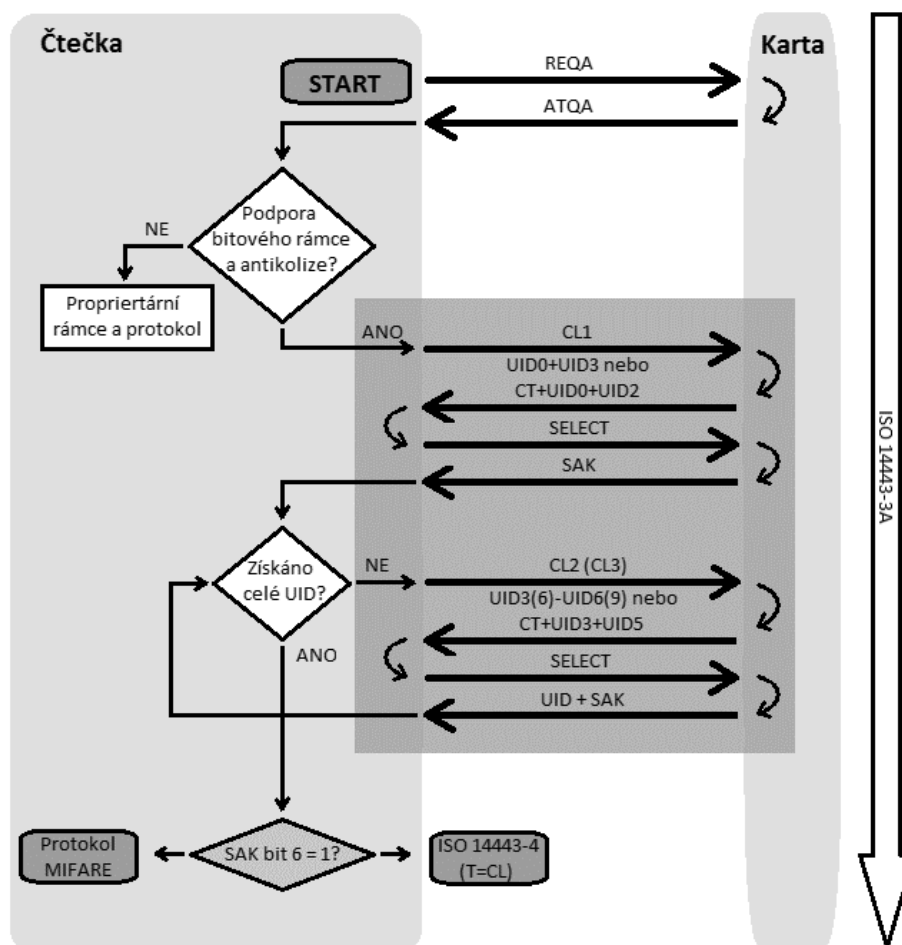 Čtečka
Karta
START
REQA
ATQA
Podpora
bitového rámce
a antikolize?
NE
Propriertární
rámce a protokol
ANO
CL1
UID0+UID3 nebo
CT+UID0+UID2
SELECT
SAK
Získáno
celé UID?
NE
CL2 (CL3)
UID3(6)-UID6(9) nebo
CT+UID3+UID5
SELECT
UID + SAK
ANO
SAK bit 6 = 1?
Protokol
MIFARE
ISO 14443-4
(T=CL)
ISO 14443-3A